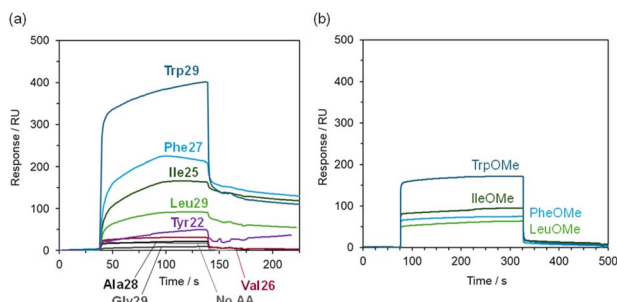 (a)
500
400
300
200
100
0
Response / RU
Trp29
Phe27
Ile25
Leu29
Tyr22
0 50 100 150 200
Time / s
Ala28
Val26
Gly29
No AA
(b)
500
400
300
200
100
0
Response / RU
TrpOMe
IleOMe
PheOMe
LeuOMe
0 100 200 300 400 500
Time / s